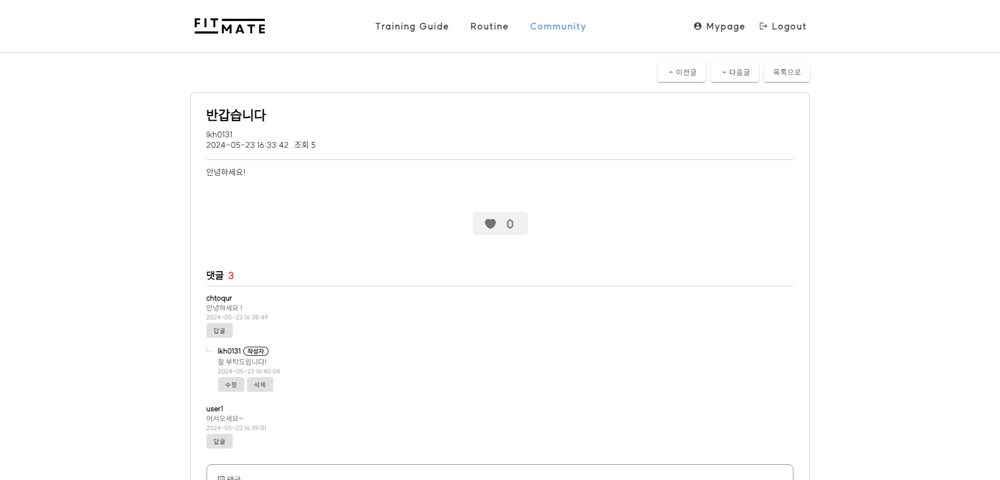 FIT MATE
Training Guide Routine Community
Mypage Logout
이전글 다음글 목록으로
반갑습니다
lkh0131
2024-05-23 16:33:42 조회 5
안녕하세요!
0
댓글 3
chtoqur
안녕하세요 !
2024-05-23 16:38:49
답글
lkh0131 작성자
잘 부탁드립니다!
2024-05-23 16:40:04
수정 삭제
user1
어서오세요~
2024-05-23 16:39:01
답글
댓글